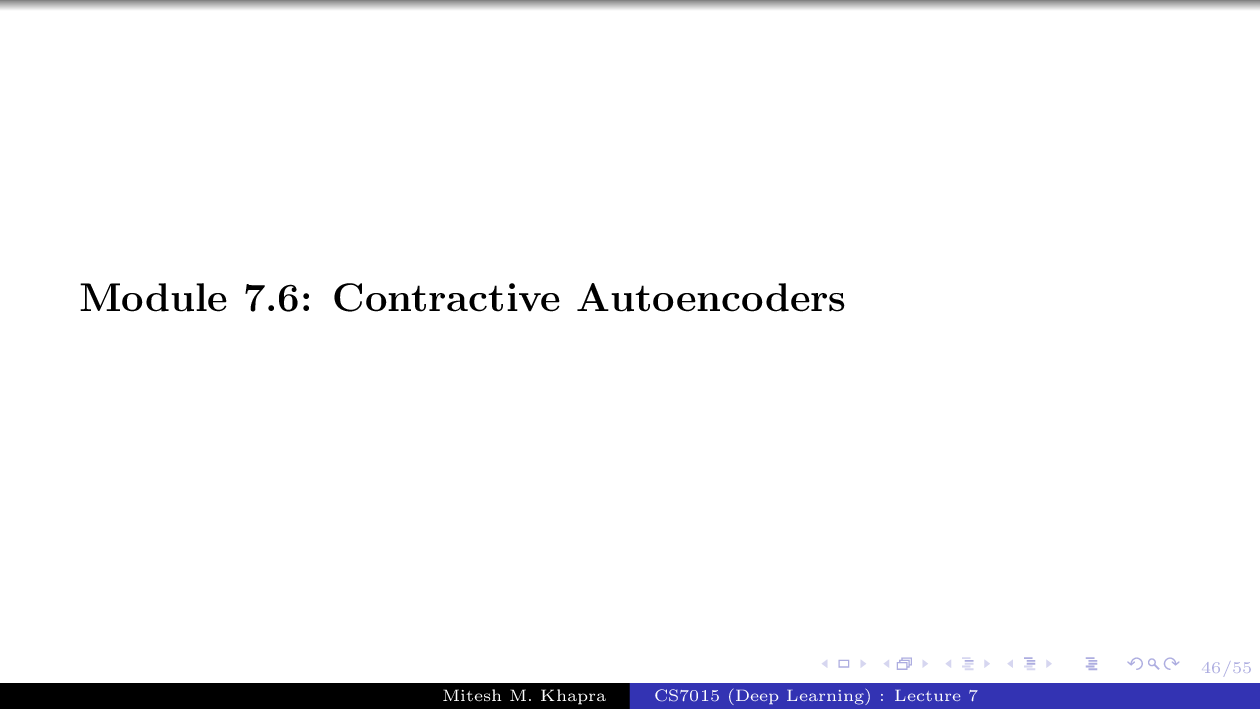 Module 7.6: Contractive Autoencoders
46/55
Mitesh M. Khapra
CS7015 (Deep Learning) : Lecture 7